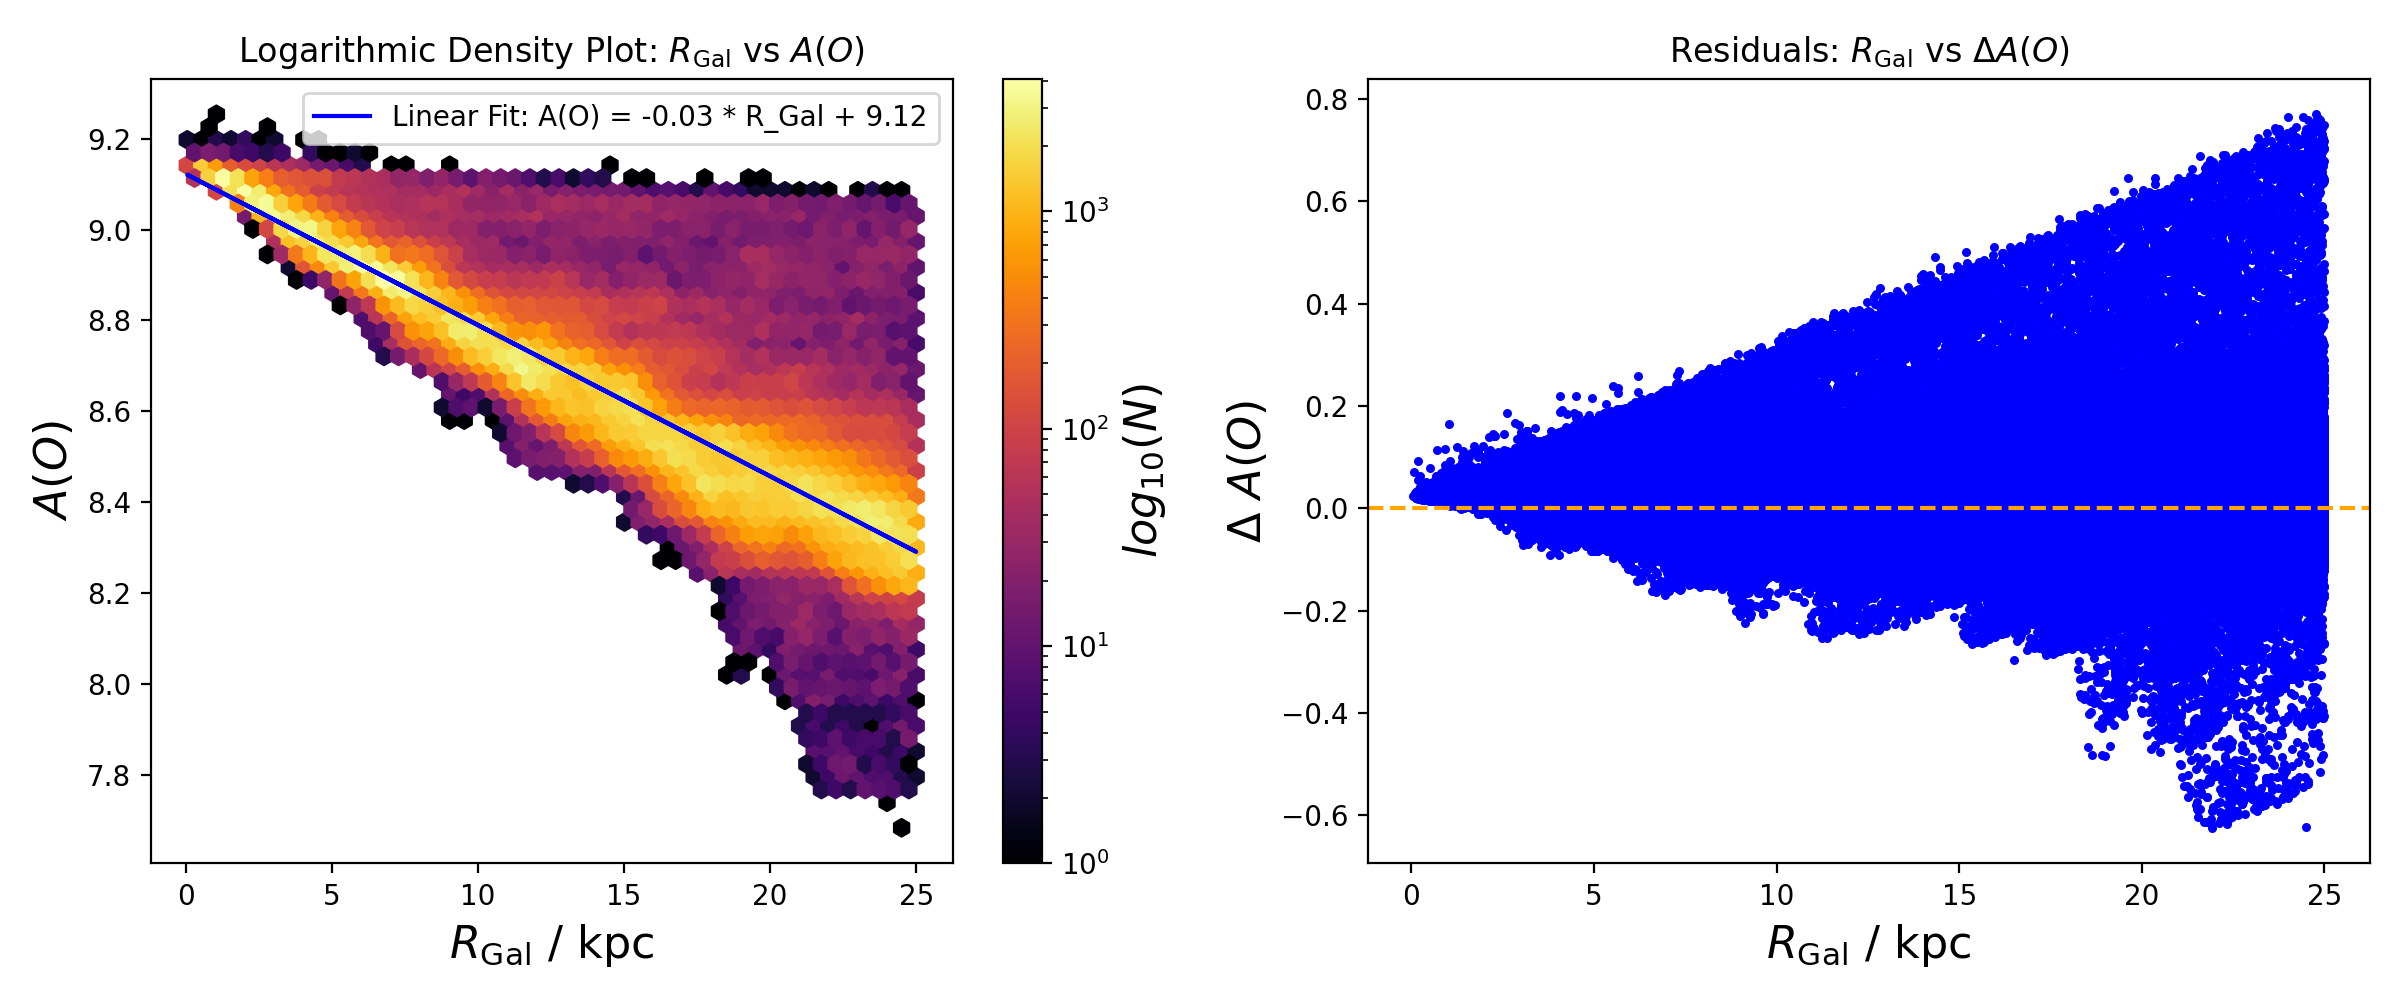 Logarithmic Density Plot: R_Gal vs A(O)
Linear Fit: A(O) = -0.03 * R_Gal + 9.12
A(O)
9.2
9.0
8.8
8.6
8.4
8.2
8.0
7.8
0 5 10 15 20 25
R_Gal / kpc
10^3
10^2
10^1
10^0
log_10(N)
Residuals: R_Gal vs ΔA(O)
Δ A(O)
0.8
0.6
0.4
0.2
0.0
−0.2
−0.4
−0.6
0 5 10 15 20 25
R_Gal / kpc